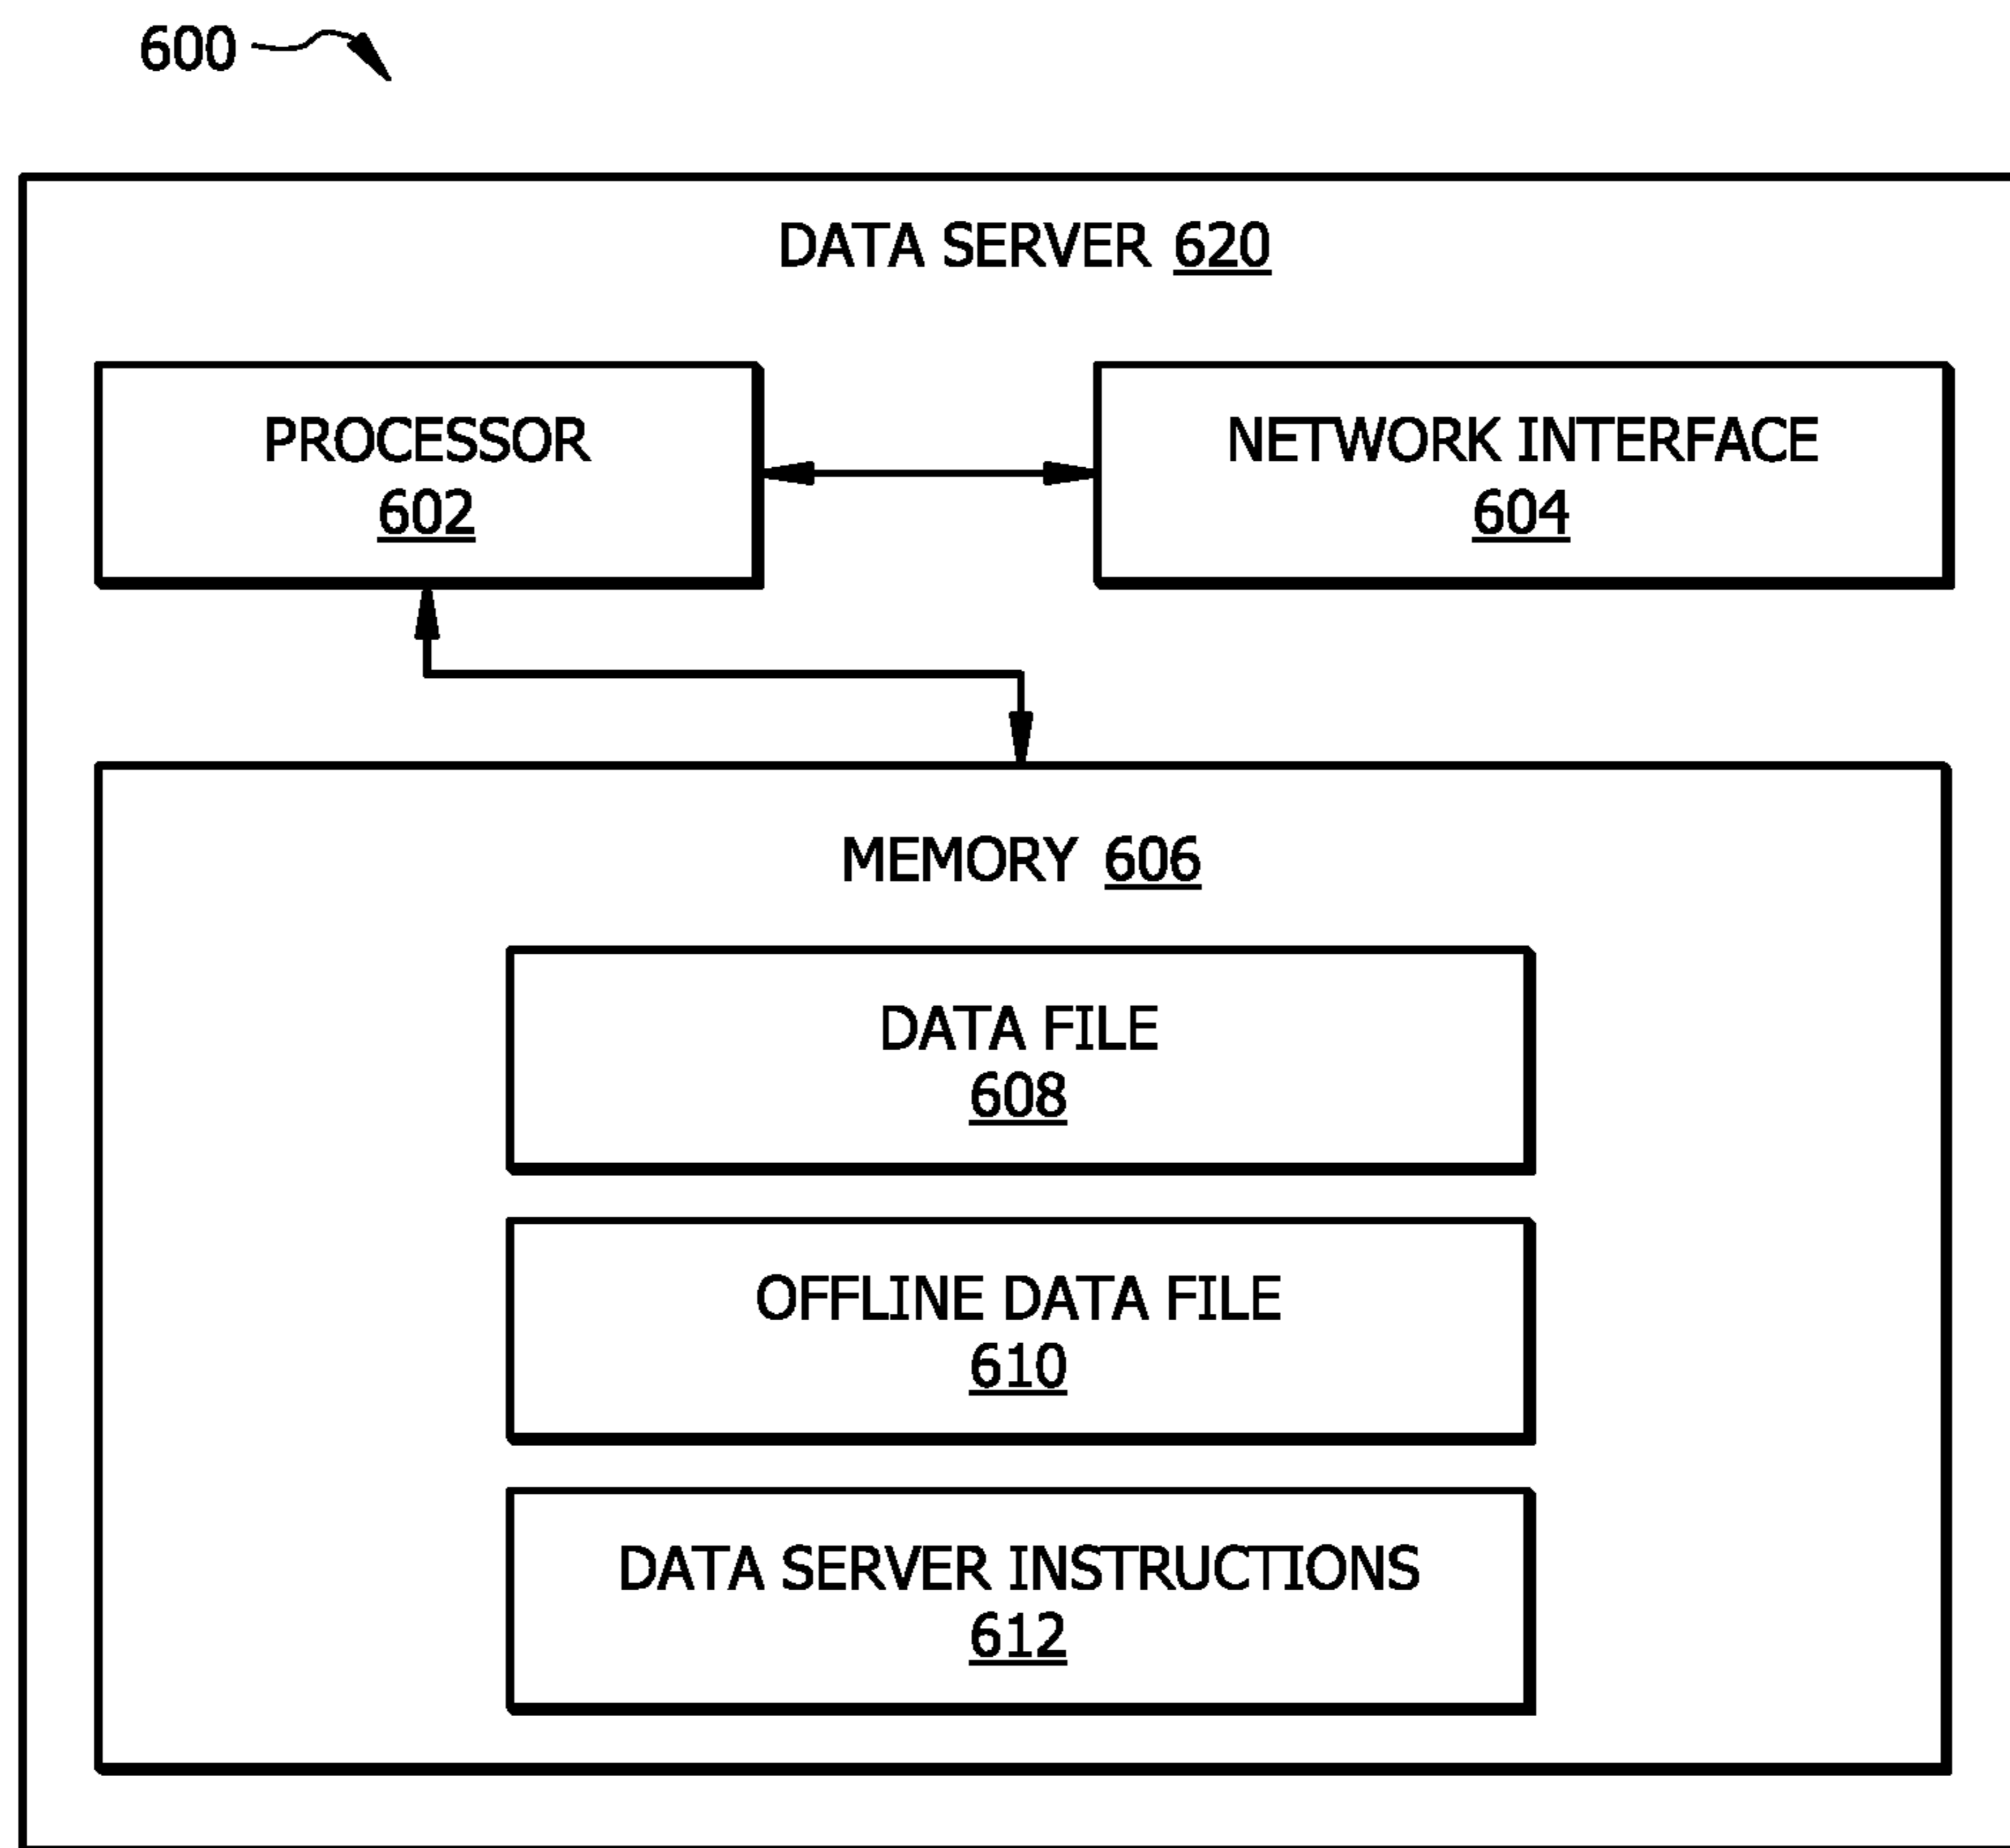 600
DATA SERVER 620
PROCESSOR
602
NETWORK INTERFACE
604
MEMORY 606
DATA FILE
608
OFFLINE DATA FILE
610
DATA SERVER INSTRUCTIONS
612